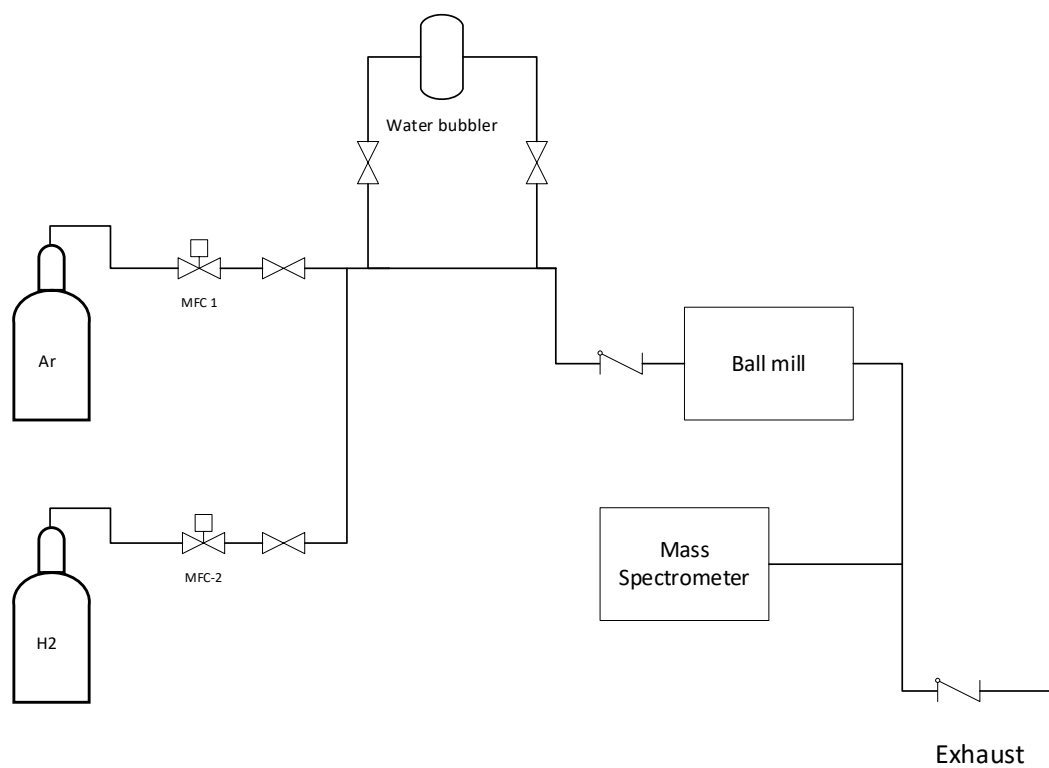 Water bubbler
MFC 1
Ar
Ball mill
Mass
Spectrometer
MFC-2
H2
Exhaust